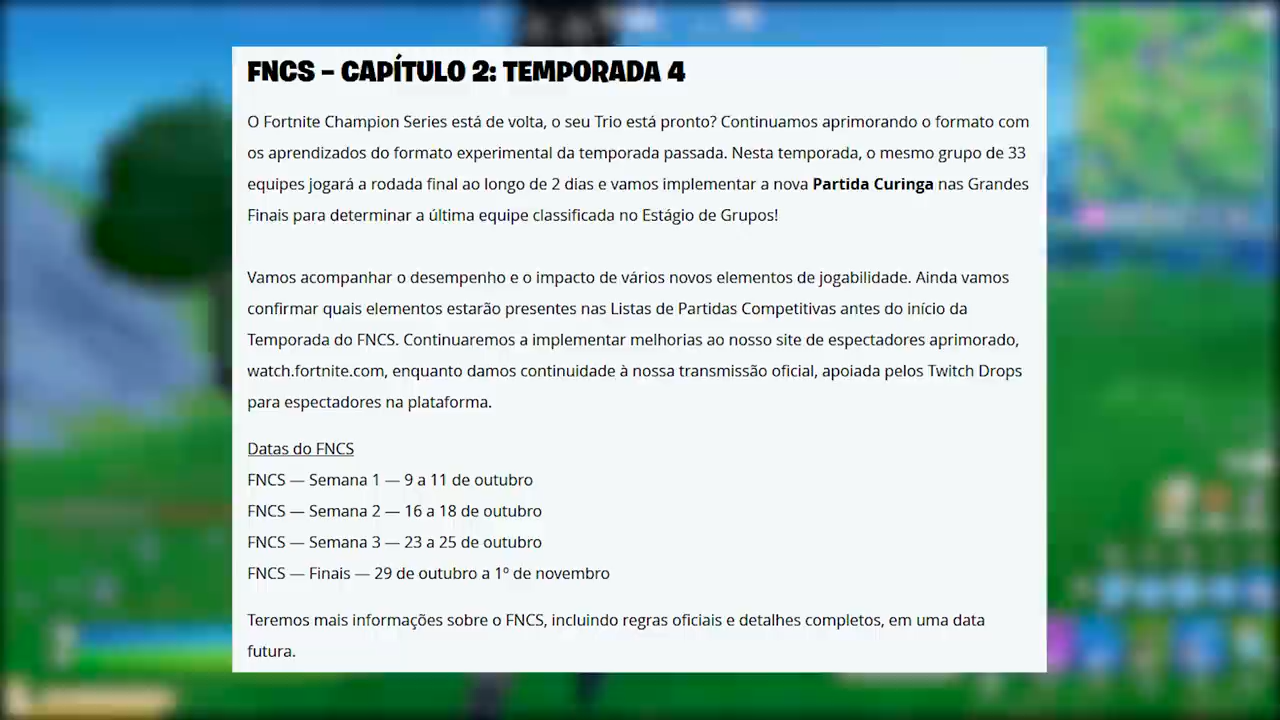 FNCS – CAPÍTULO 2: TEMPORADA 4
O Fortnite Champion Series está de volta, o seu Trio está pronto? Continuamos aprimorando o formato com
os aprendizados do formato experimental da temporada passada. Nesta temporada, o mesmo grupo de 33
equipes jogará a rodada final ao longo de 2 dias e vamos implementar a nova Partida Curinga nas Grandes
Finais para determinar a última equipe classificada no Estágio de Grupos!
Vamos acompanhar o desempenho e o impacto de vários novos elementos de jogabilidade. Ainda vamos
confirmar quais elementos estarão presentes nas Listas de Partidas Competitivas antes do início da
Temporada do FNCS. Continuaremos a implementar melhorias ao nosso site de espectadores aprimorado,
watch.fortnite.com, enquanto damos continuidade à nossa transmissão oficial, apoiada pelos Twitch Drops
para espectadores na plataforma.
Datas do FNCS
FNCS — Semana 1 — 9 a 11 de outubro
FNCS — Semana 2 — 16 a 18 de outubro
FNCS — Semana 3 — 23 a 25 de outubro
FNCS — Finais — 29 de outubro a 1º de novembro
Teremos mais informações sobre o FNCS, incluindo regras oficiais e detalhes completos, em uma data
futura.